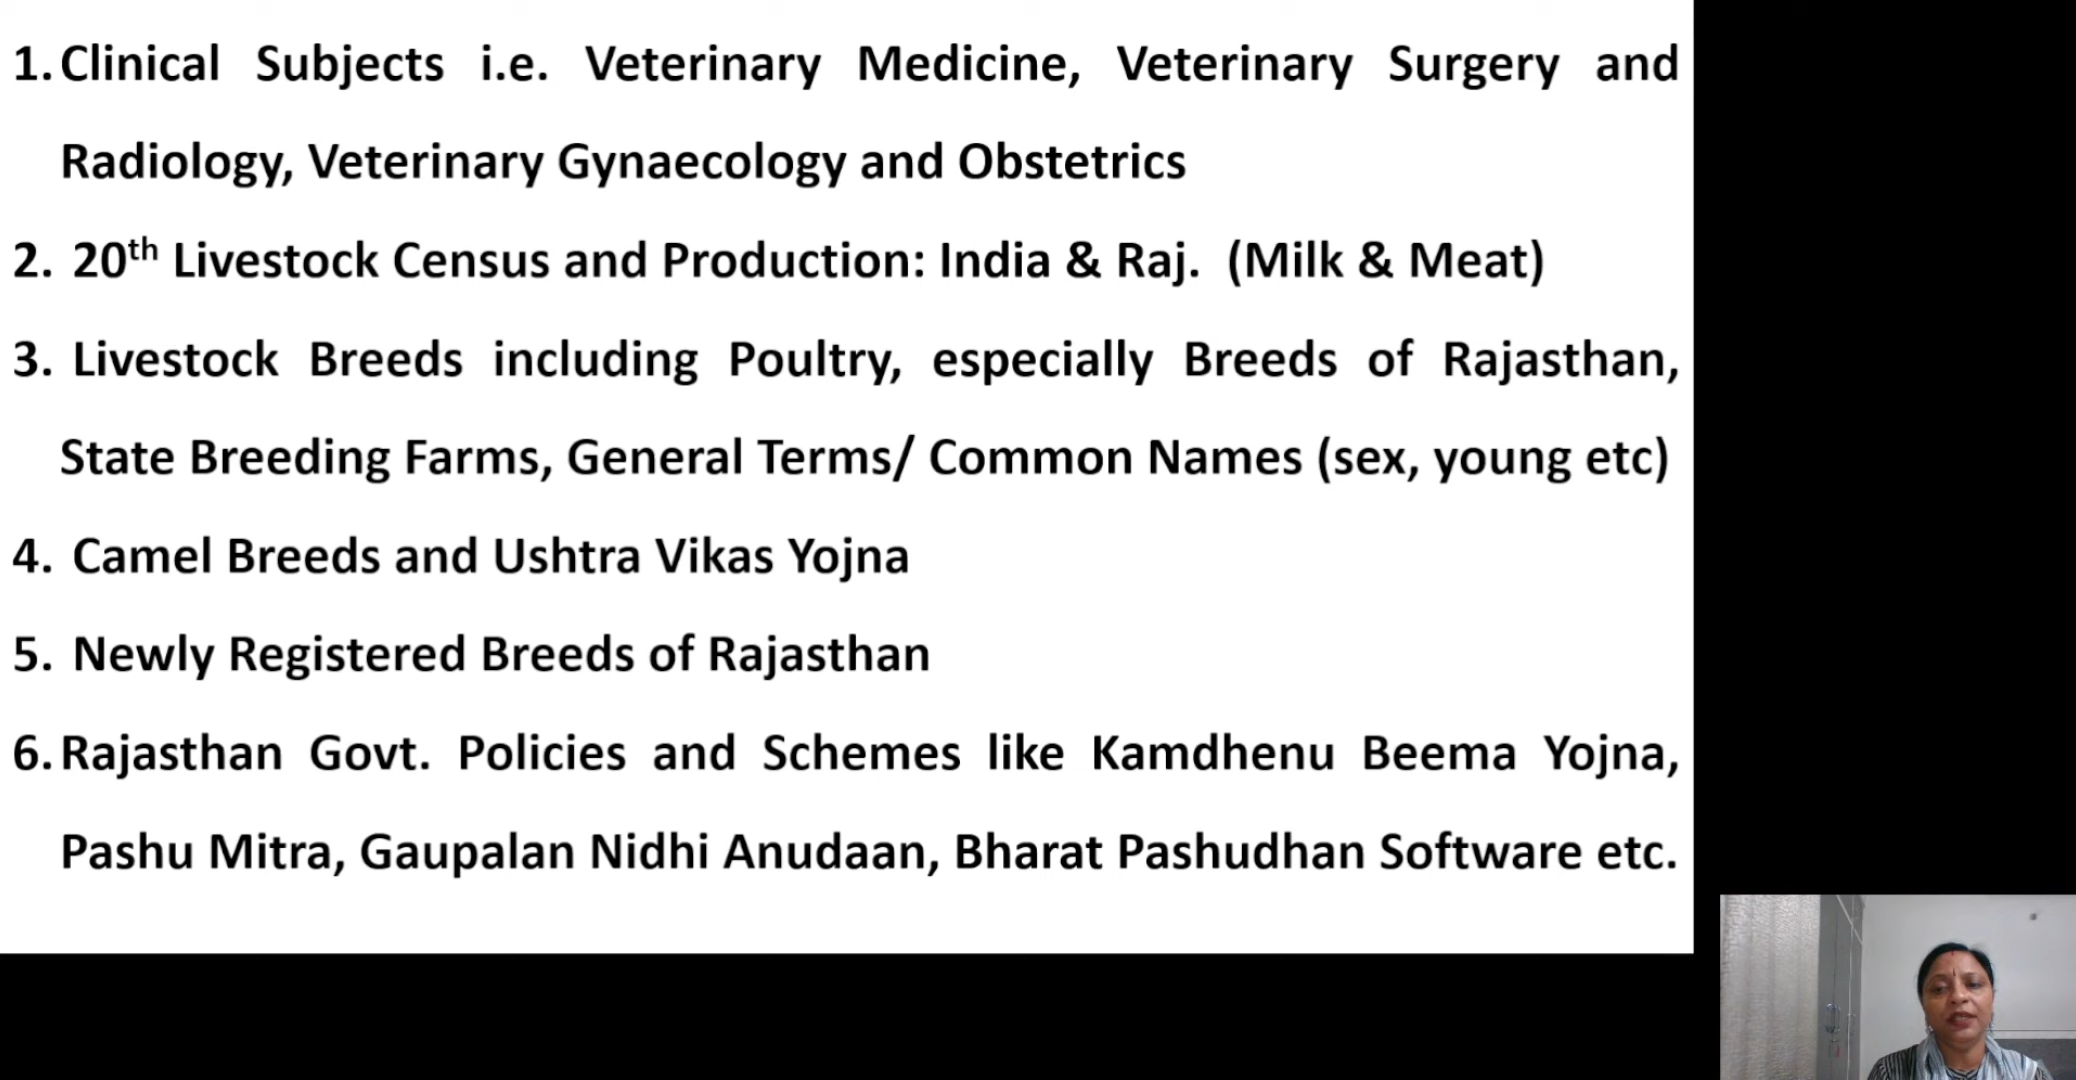 1. Clinical Subjects i.e. Veterinary Medicine, Veterinary Surgery and
Radiology, Veterinary Gynaecology and Obstetrics
2. 20th Livestock Census and Production: India & Raj. (Milk & Meat)
3. Livestock Breeds including Poultry, especially Breeds of Rajasthan,
State Breeding Farms, General Terms/ Common Names (sex, young etc)
4. Camel Breeds and Ushtra Vikas Yojna
5. Newly Registered Breeds of Rajasthan
6. Rajasthan Govt. Policies and Schemes like Kamdhenu Beema Yojna,
Pashu Mitra, Gaupalan Nidhi Anudaan, Bharat Pashudhan Software etc.